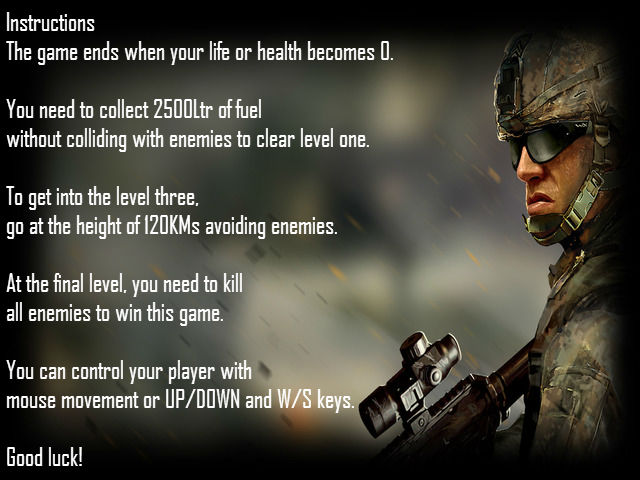 Instructions
The game ends when your life or health becomes 0.
You need to collect 2500Ltr of fuel
without colliding with enemies to clear level one.
To get into the level three,
go at the height of 120KMs avoiding enemies.
At the final level, you need to kill
all enemies to win this game.
You can control your player with
mouse movement or UP/DOWN and W/S keys.
Good luck!